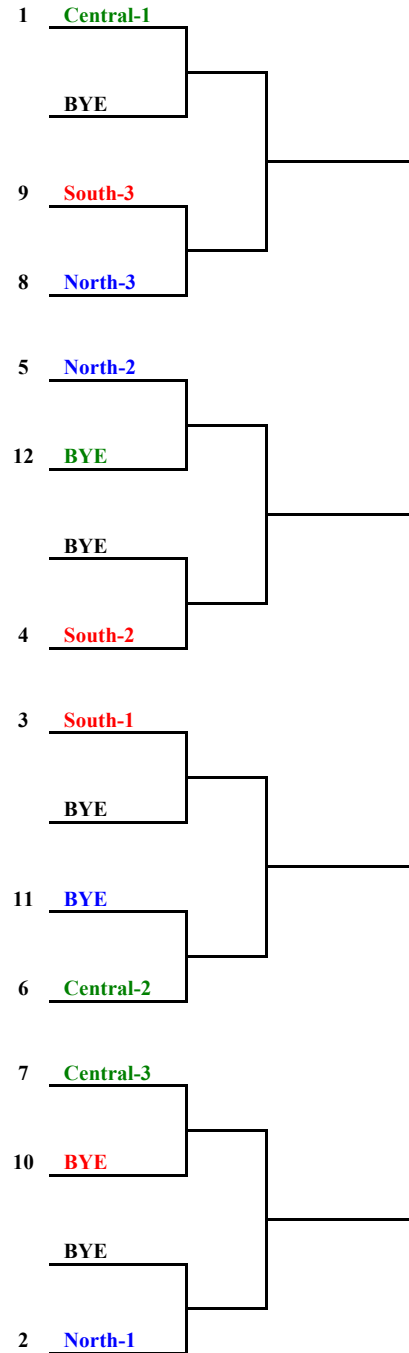 1 Central-1
BYE
9 South-3
8 North-3
5 North-2
12 BYE
BYE
4 South-2
3 South-1
BYE
11 BYE
6 Central-2
7 Central-3
10 BYE
BYE
2 North-1